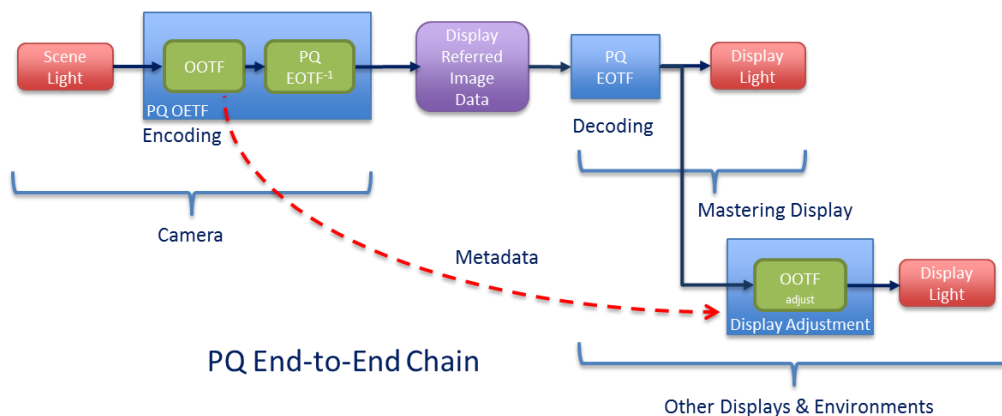 Scene
Light
OOTF
PQ
EOTF-1
PQ OETF
Encoding
Camera
Display
Referred
Image
Data
PQ
EOTF
Decoding
Display
Light
Mastering Display
Metadata
OOTF
adjust
Display Adjustment
Display
Light
PQ End-to-End Chain
Other Displays & Environments